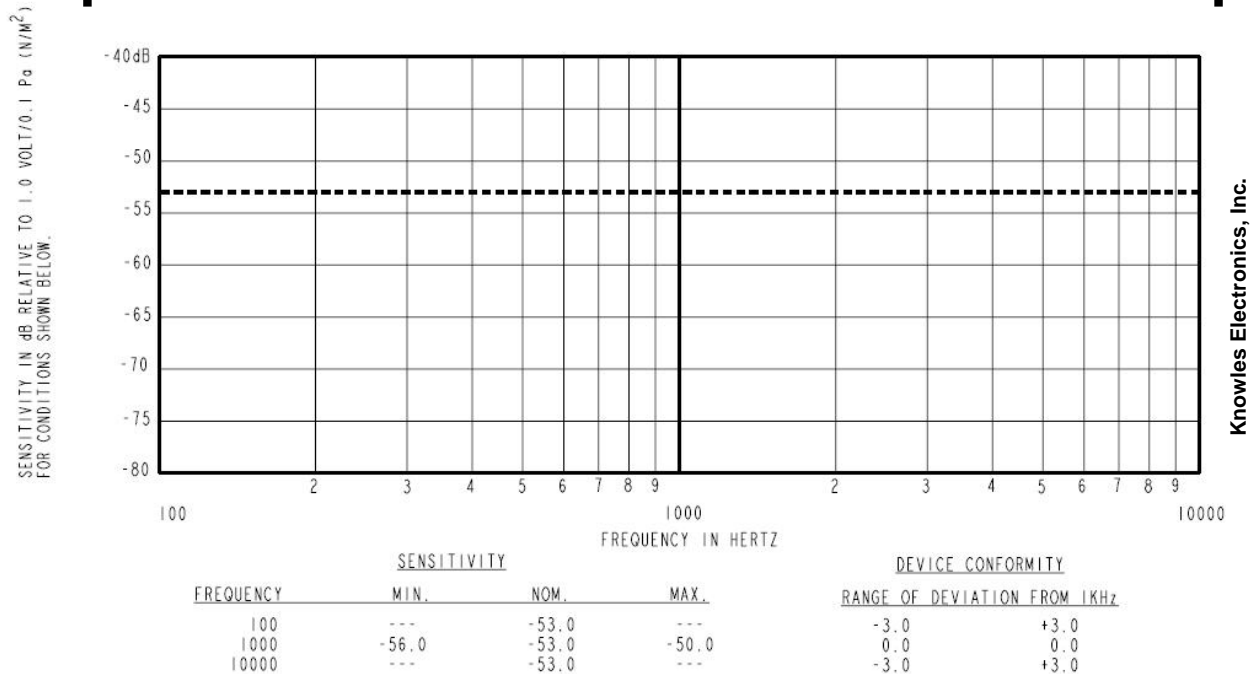 SENSITIVITY IN dB RELATIVE TO 1.0 VOLT/0.1 Pa (N/M²)
FOR CONDITIONS SHOWN BELOW.
-40dB
-45
-50
-55
-60
-65
-70
-75
-80
2 3 4 5 6 7 8 9 2 3 4 5 6 7 8 9
100 1000 10000
FREQUENCY IN HERTZ
Knowles Electronics, Inc.
SENSITIVITY
FREQUENCY MIN. NOM. MAX.
100 --- -53.0 ---
1000 -56.0 -53.0 -50.0
10000 --- -53.0 ---
DEVICE CONFORMITY
RANGE OF DEVIATION FROM 1KHz
-3.0 +3.0
0.0 0.0
-3.0 +3.0